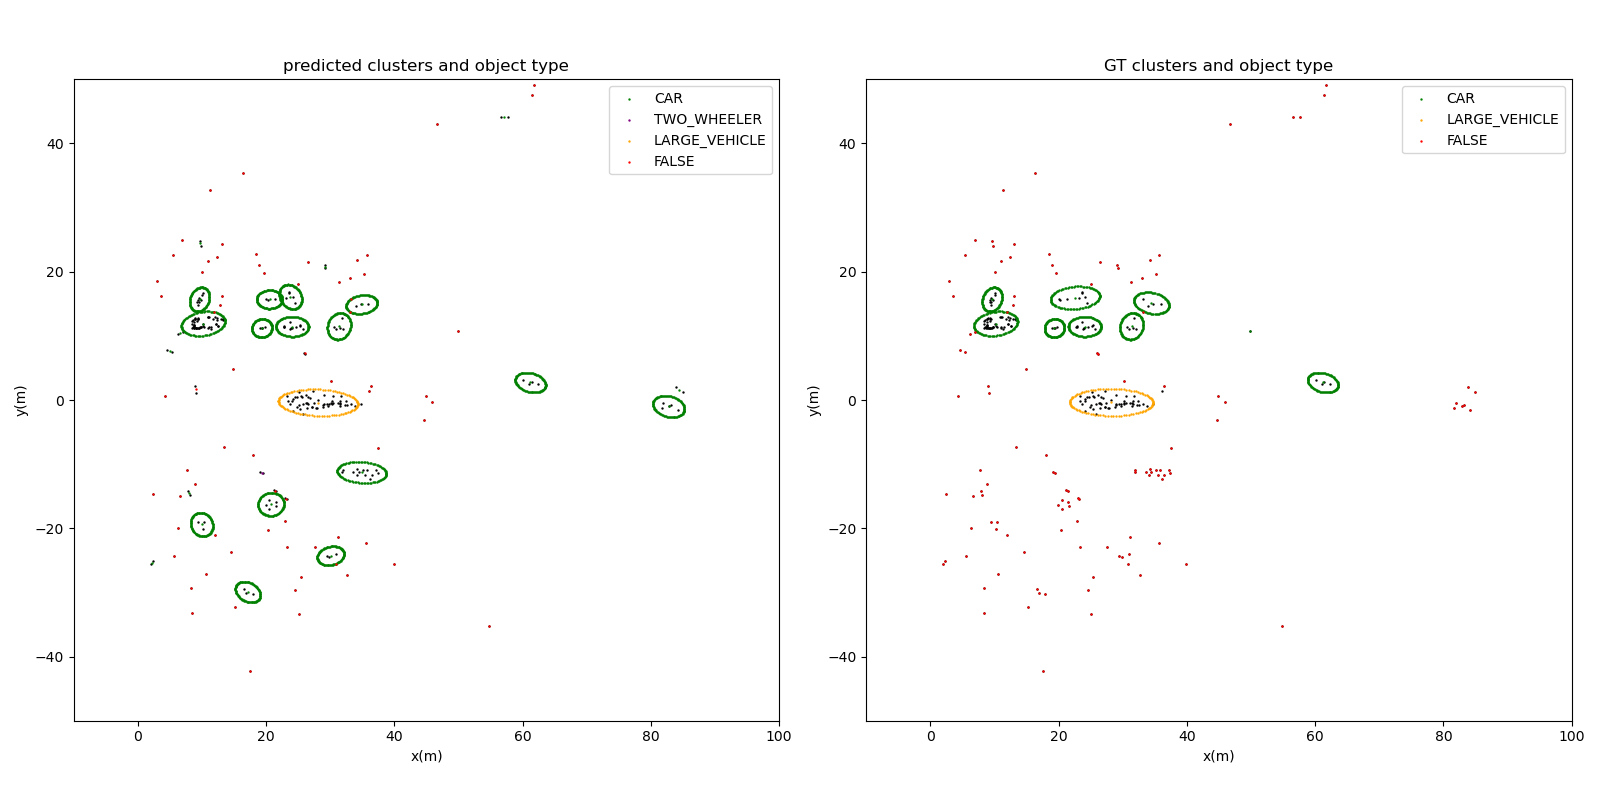 predicted clusters and object type
CAR
TWO_WHEELER
LARGE_VEHICLE
FALSE
40
20
0
−20
−40
y(m)
0
20
40
60
80
100
x(m)
GT clusters and object type
CAR
LARGE_VEHICLE
FALSE
40
20
0
−20
−40
y(m)
0
20
40
60
80
100
x(m)